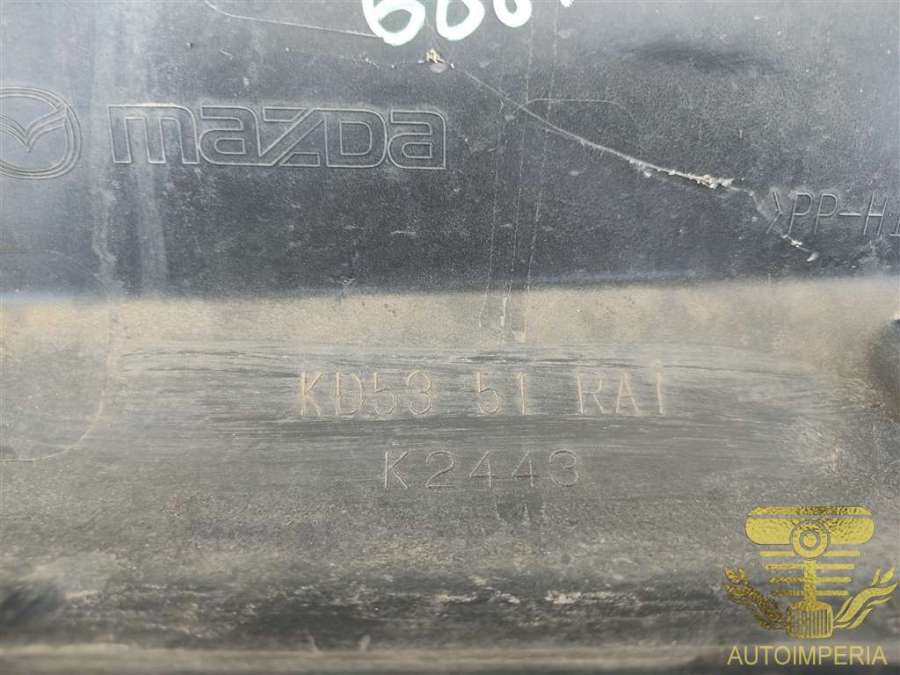 mazda
>PP-H
KD53 51 RA1
K2443
AUTOIMPERIA